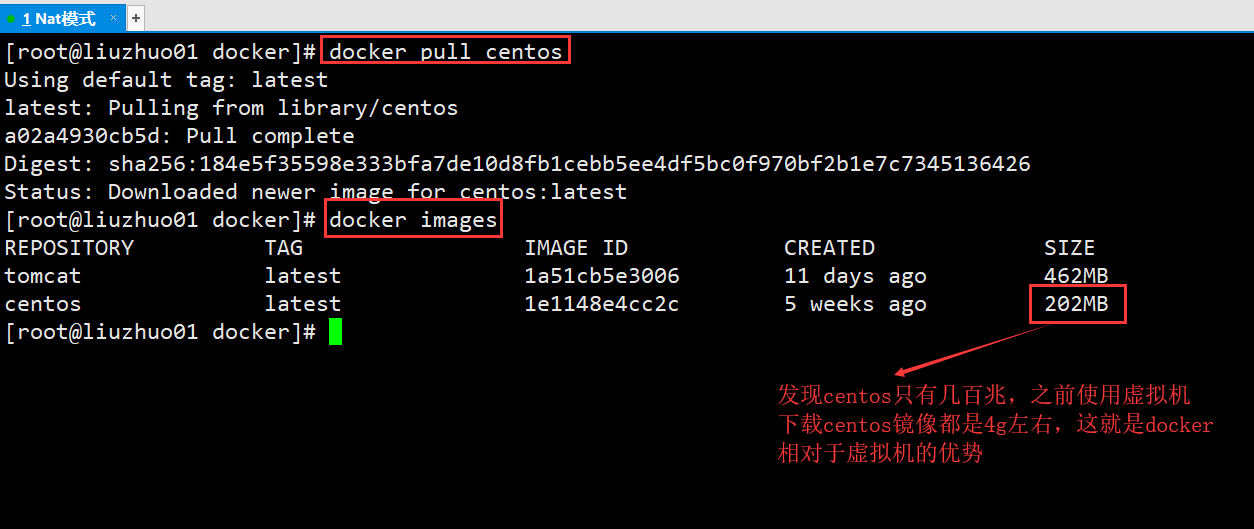 1 Nat模式 × +
[root@liuzhuo01 docker]# docker pull centos
Using default tag: latest
latest: Pulling from library/centos
a02a4930cb5d: Pull complete
Digest: sha256:184e5f35598e333bfa7de10d8fb1cebb5ee4df5bc0f970bf2b1e7c7345136426
Status: Downloaded newer image for centos:latest
[root@liuzhuo01 docker]# docker images
REPOSITORY TAG IMAGE ID CREATED SIZE
tomcat latest 1a51cb5e3006 11 days ago 462MB
centos latest 1e1148e4cc2c 5 weeks ago 202MB
[root@liuzhuo01 docker]#
发现centos只有几百兆，之前使用虚拟机
下载centos镜像都是4g左右，这就是docker
相对于虚拟机的优势